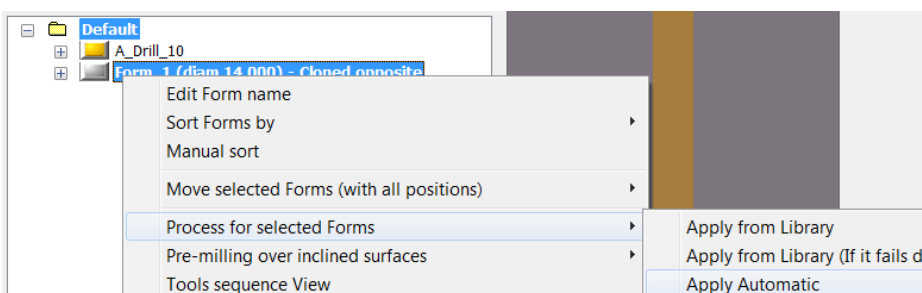 Default
A_Drill_10
Form_1 (diam 14.000) - Cloned opposite
Edit Form name
Sort Forms by
Manual sort
Move selected Forms (with all positions)
Process for selected Forms
Apply from Library
Pre-milling over inclined surfaces
Apply from Library (If it fails d
Tools sequence View
Apply Automatic